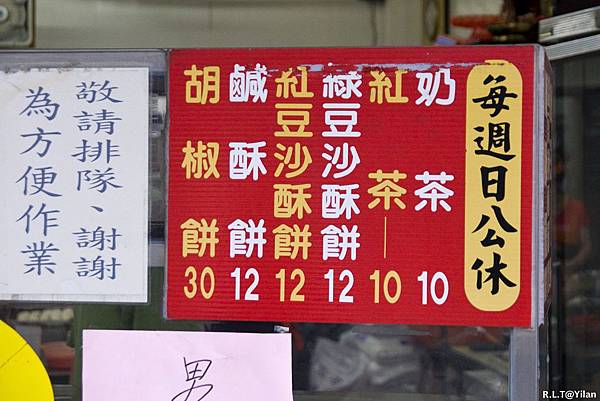 每週日公休
奶茶 10
紅茶 10
綠豆沙酥餅 12
紅豆沙酥餅 12
鹹酥餅 12
胡椒餅 30
敬請排隊、謝謝
為方便作業
男
R.L.T@Yilan